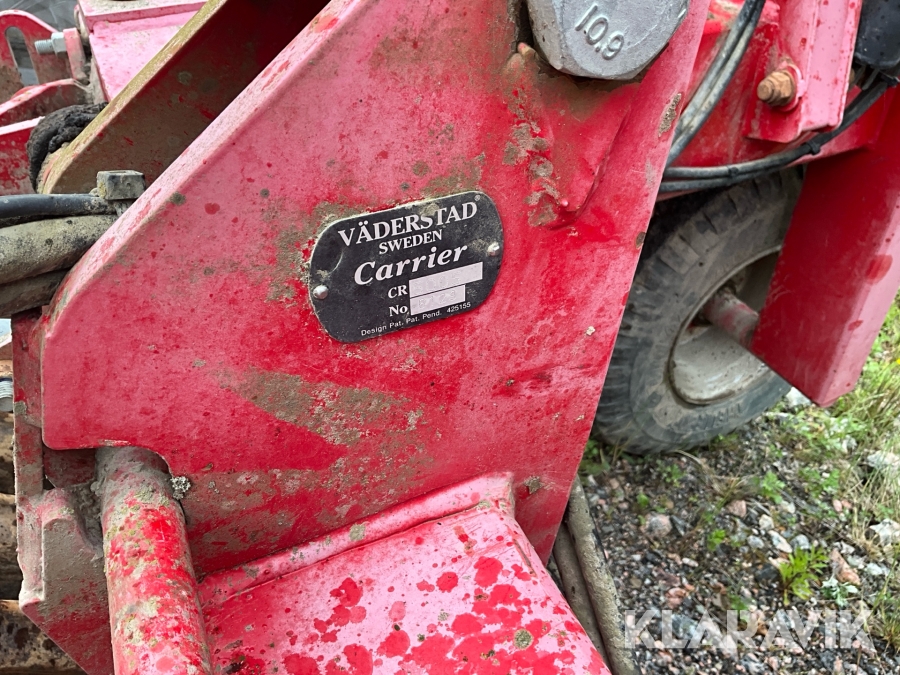 10.9
VÄDERSTAD
SWEDEN
Carrier
CR
No
Design Pat. Pat. Pend. 425155
KLARAVIK